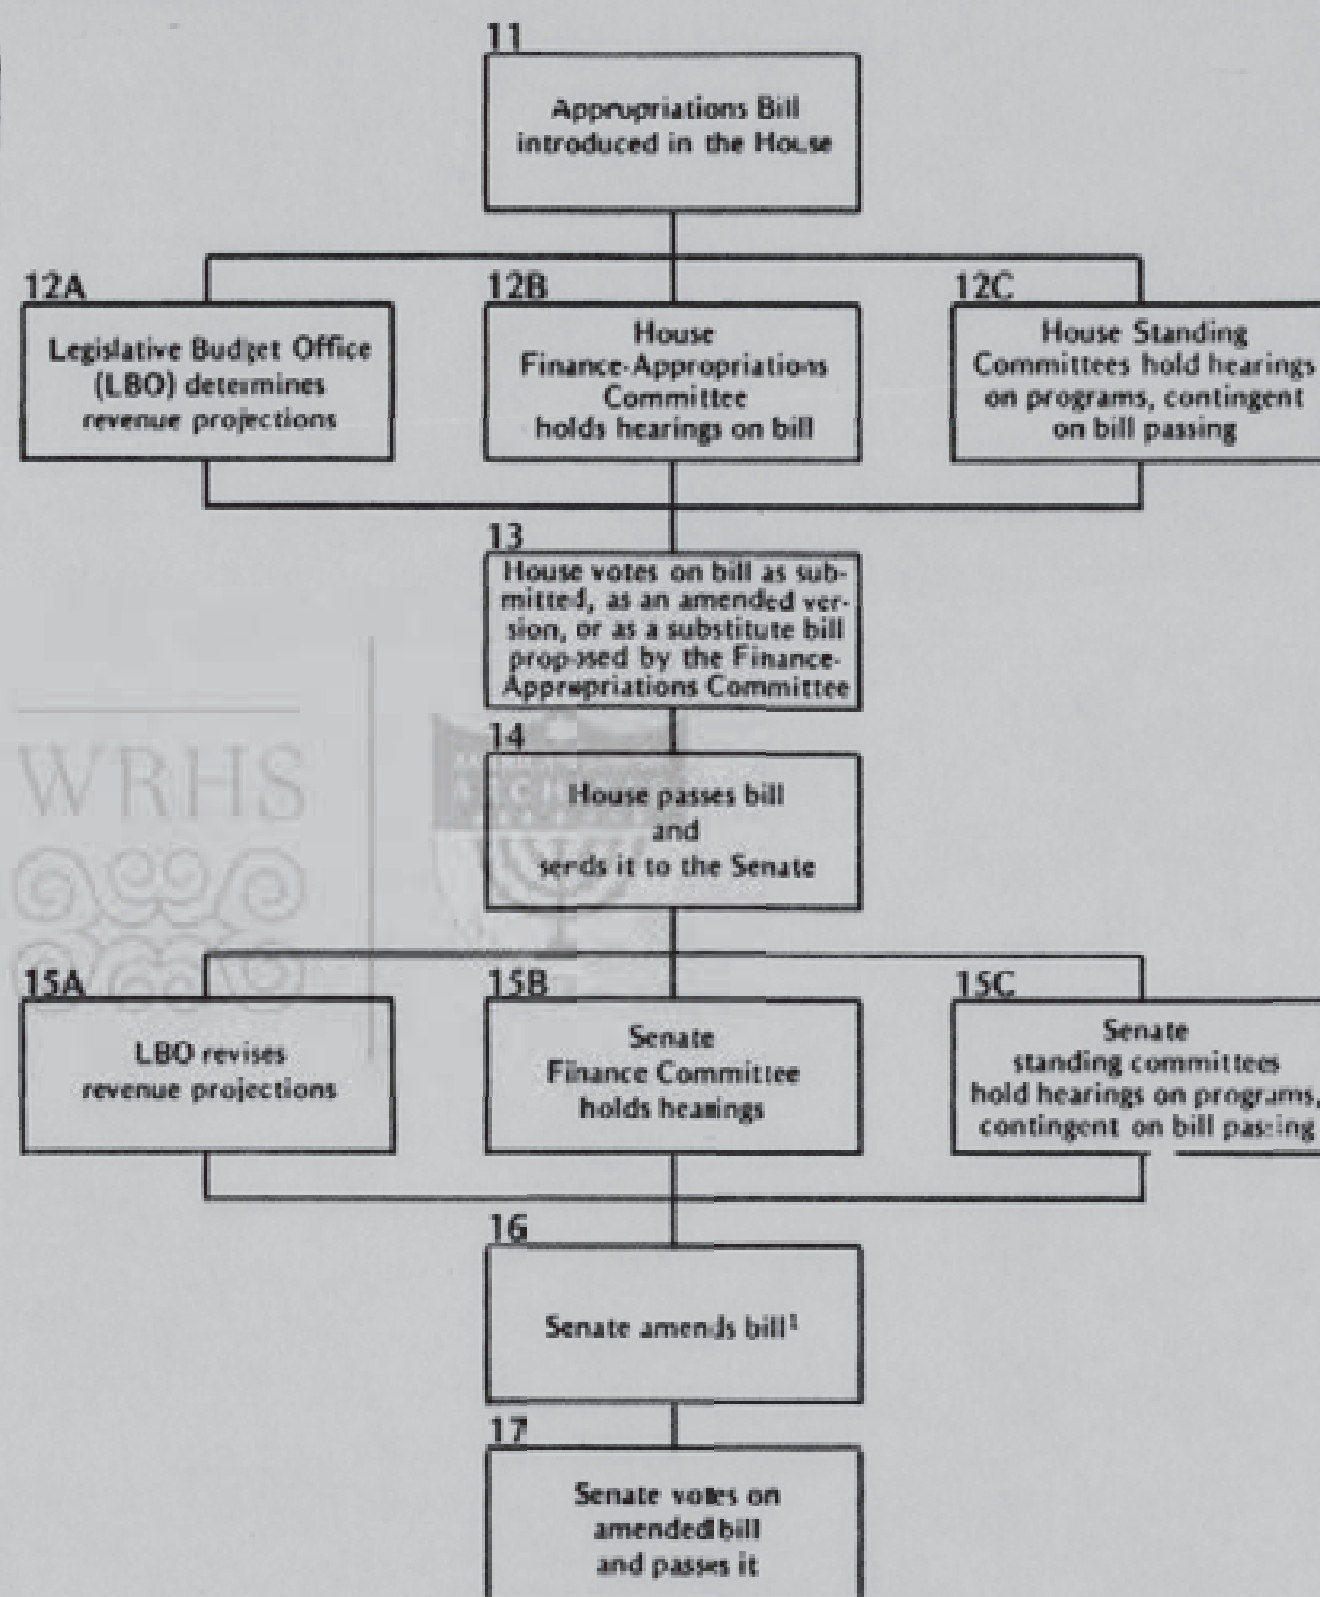 11
Appropriations Bill
introduced in the House
12A
Legislative Budget Office
(LBO) determines
revenue projections
12B
House
Finance-Appropriations
Committee
holds hearings on bill
12C
House Standing
Committees hold hearings
on programs, contingent
on bill passing
13
House votes on bill as sub-
mitted, as an amended ver-
sion, or as a substitute bill
proposed by the Finance-
Appropriations Committee
14
House passes bill
and
sends it to the Senate
WRHS
15A
LBO revises
revenue projections
15B
Senate
Finance Committee
holds hearings
15C
Senate
standing committees
hold hearings on programs,
contingent on bill passing
16
Senate amends bill¹
17
Senate votes on
amended bill
and passes it